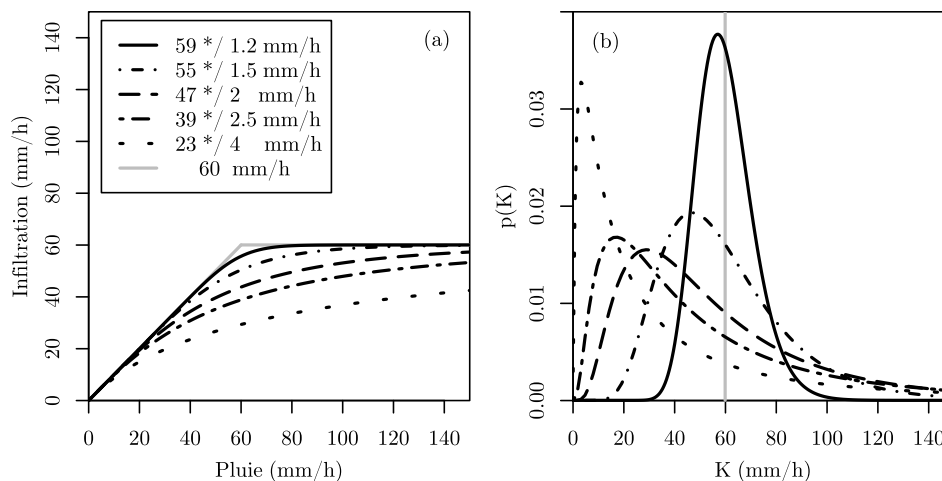 (a)
59 */ 1.2 mm/h
55 */ 1.5 mm/h
47 */ 2 mm/h
39 */ 2.5 mm/h
23 */ 4 mm/h
60 mm/h
Infiltration (mm/h)
0 20 40 60 80 100 120 140
0 20 40 60 80 100 120 140
Pluie (mm/h)
(b)
p(K)
0.00 0.01 0.02 0.03
0 20 40 60 80 100 120 140
K (mm/h)